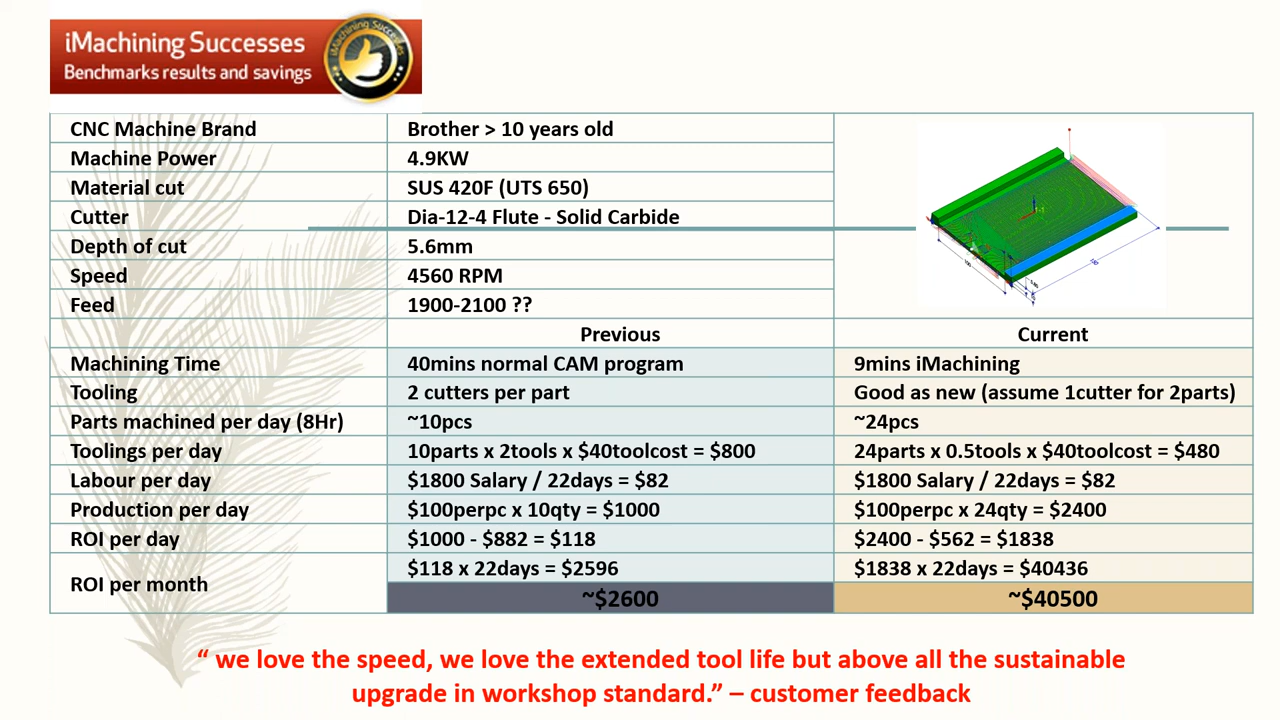 iMachining Successes
Benchmarks results and savings
CNC Machine Brand Brother > 10 years old
Machine Power 4.9KW
Material cut SUS 420F (UTS 650)
Cutter Dia-12-4 Flute - Solid Carbide
Depth of cut 5.6mm
Speed 4560 RPM
Feed 1900-2100 ??
Previous Current
Machining Time 40mins normal CAM program 9mins iMachining
Tooling 2 cutters per part Good as new (assume 1cutter for 2parts)
Parts machined per day (8Hr) ~10pcs ~24pcs
Toolings per day 10parts x 2tools x $40toolcost = $800 24parts x 0.5tools x $40toolcost = $480
Labour per day $1800 Salary / 22days = $82 $1800 Salary / 22days = $82
Production per day $100perpc x 10qty = $1000 $100perpc x 24qty = $2400
ROI per day $1000 - $882 = $118 $2400 - $562 = $1838
ROI per month $118 x 22days = $2596 $1838 x 22days = $40436
~$2600 ~$40500
“ we love the speed, we love the extended tool life but above all the sustainable
upgrade in workshop standard.” – customer feedback